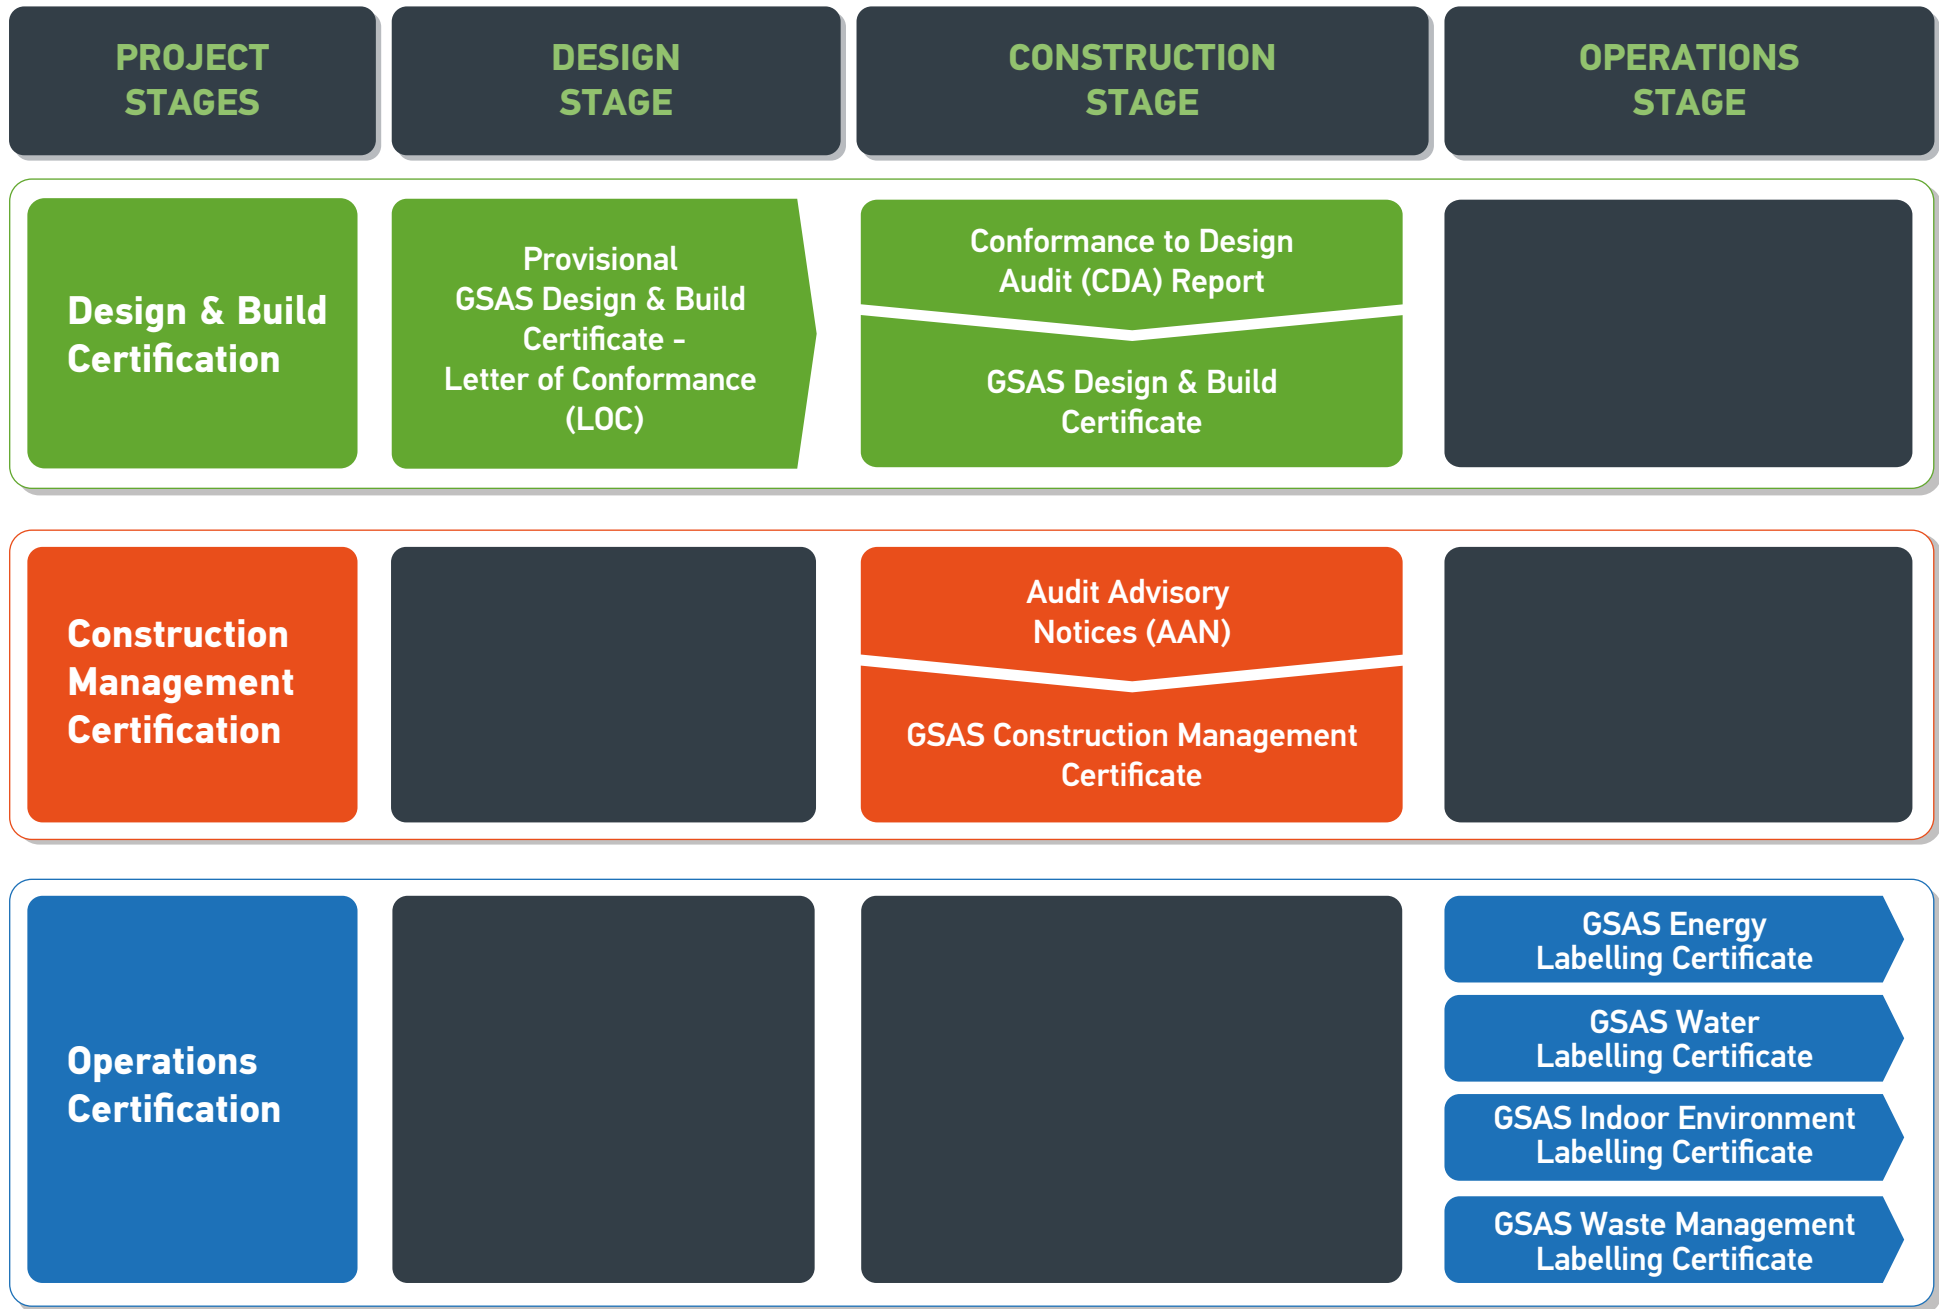 PROJECT
STAGES
DESIGN
STAGE
CONSTRUCTION
STAGE
OPERATIONS
STAGE
Design & Build
Certification
Provisional
GSAS Design & Build
Certificate -
Letter of Conformance
(LOC)
Conformance to Design
Audit (CDA) Report
GSAS Design & Build
Certificate
Construction
Management
Certification
Audit Advisory
Notices (AAN)
GSAS Construction Management
Certificate
Operations
Certification
GSAS Energy
Labelling Certificate
GSAS Water
Labelling Certificate
GSAS Indoor Environment
Labelling Certificate
GSAS Waste Management
Labelling Certificate